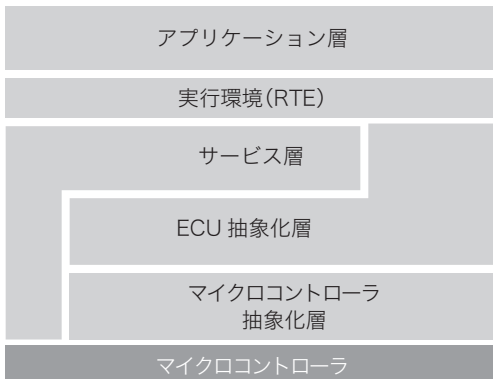 アプリケーション層
実行環境(RTE)
サービス層
ECU 抽象化層
マイクロコントローラ
抽象化層
マイクロコントローラ